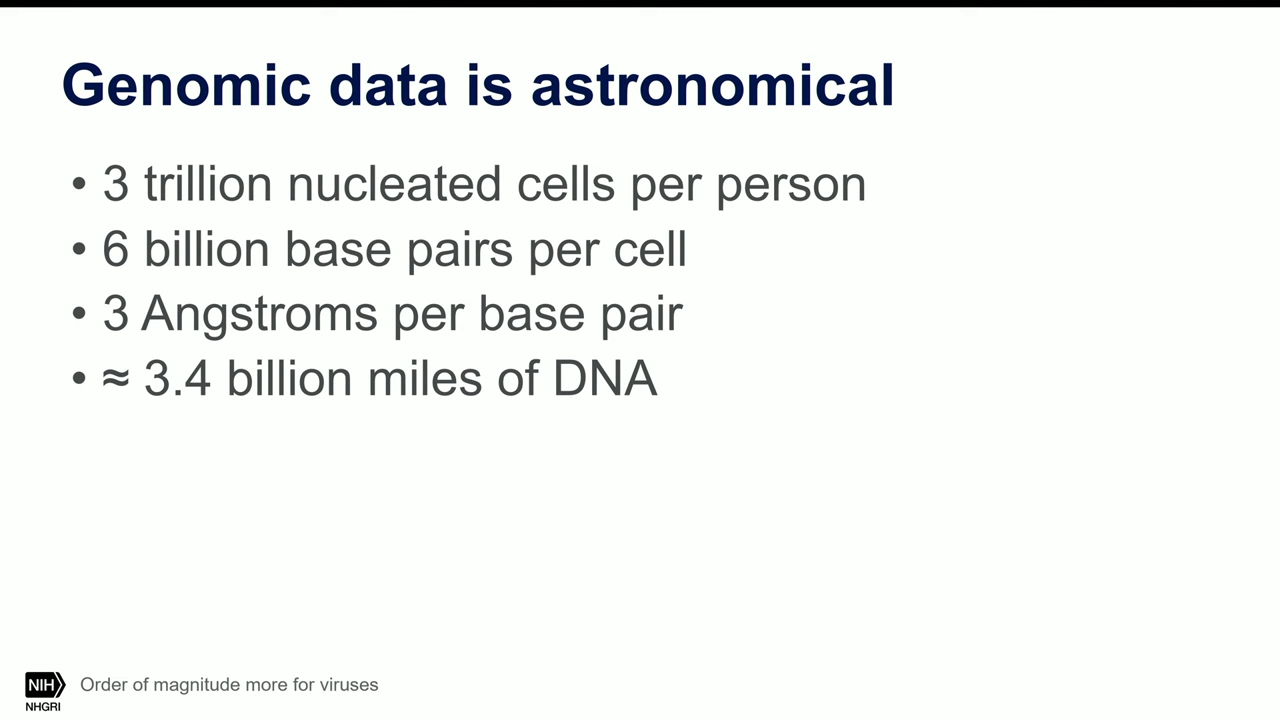 Genomic data is astronomical
• 3 trillion nucleated cells per person
• 6 billion base pairs per cell
• 3 Angstroms per base pair
• ≈ 3.4 billion miles of DNA
NIH
NHGRI
Order of magnitude more for viruses